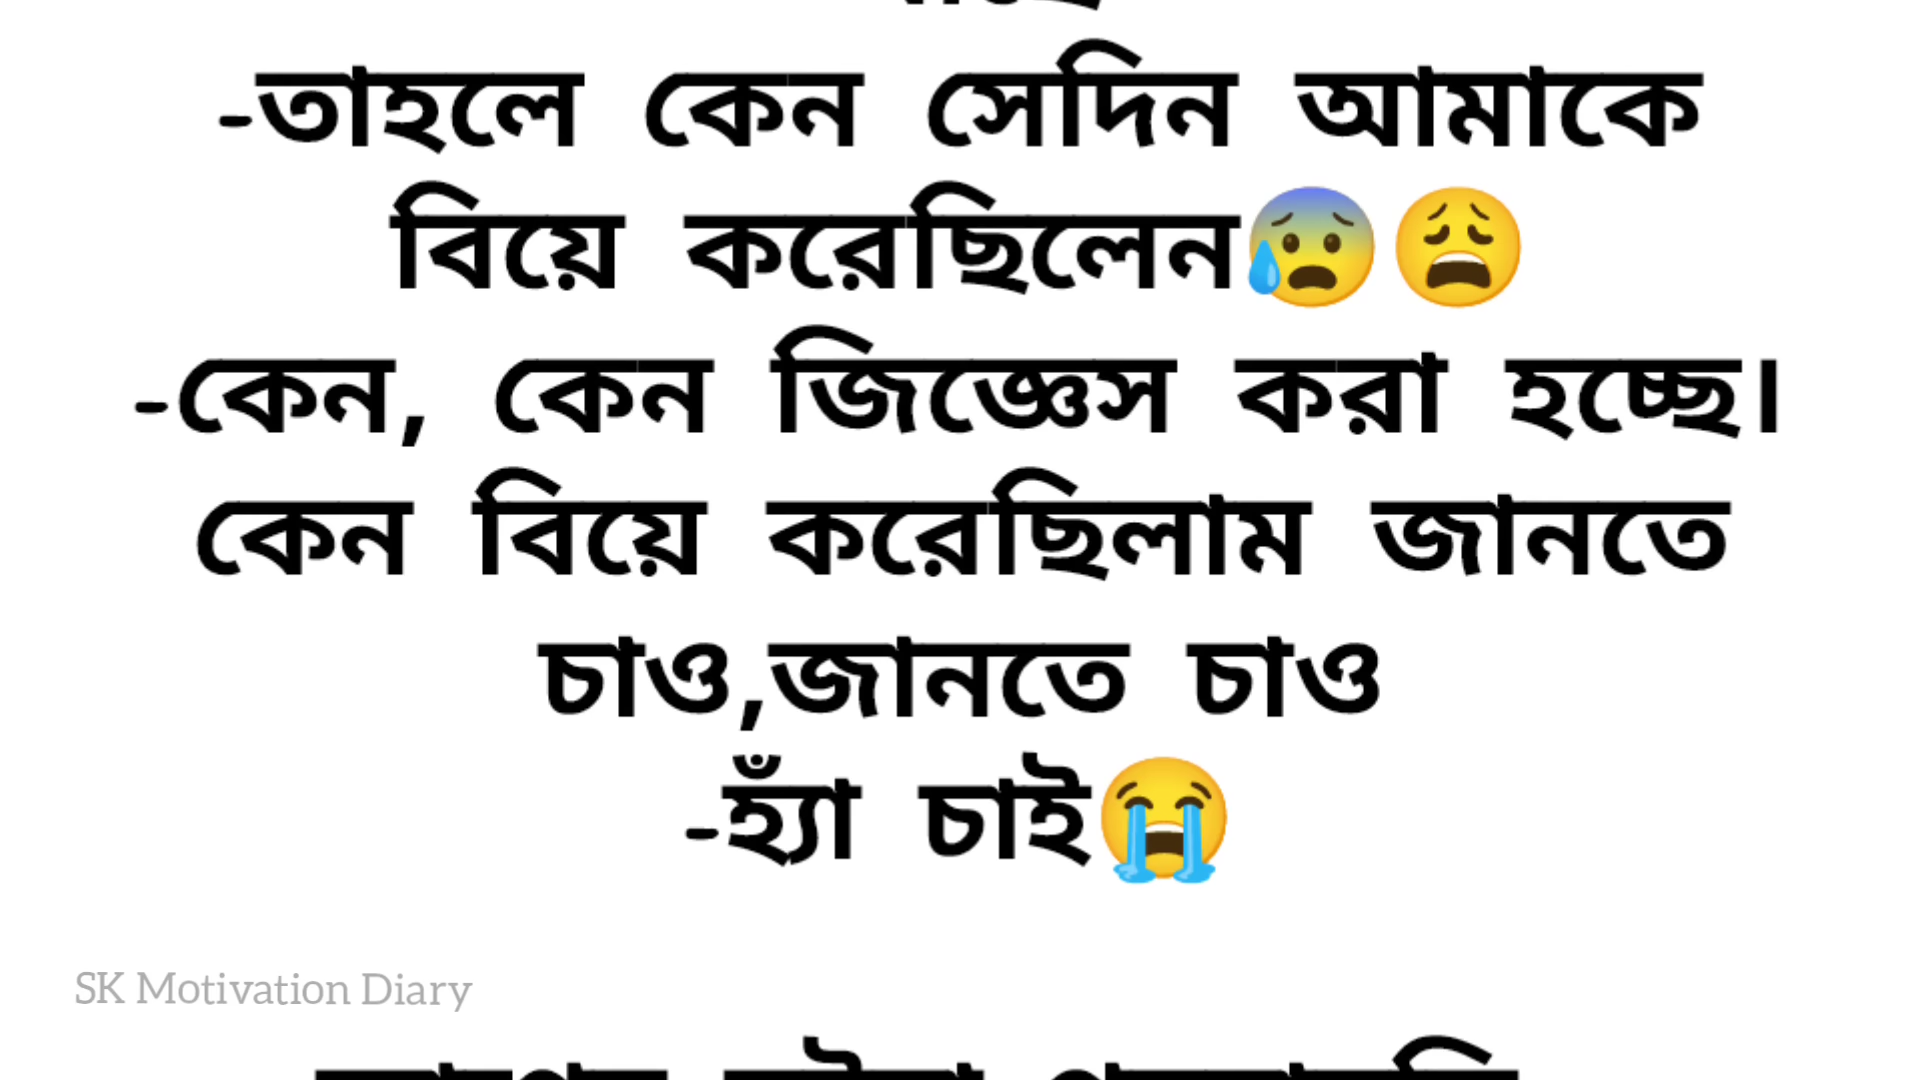 -তাহলে কেন সেদিন আমাকে
বিয়ে করেছিলেন😰😩
-কেন, কেন জিজ্ঞেস করা হচ্ছে।
কেন বিয়ে করেছিলাম জানতে
চাও,জানতে চাও
-হ্যাঁ চাই😭
SK Motivation Diary